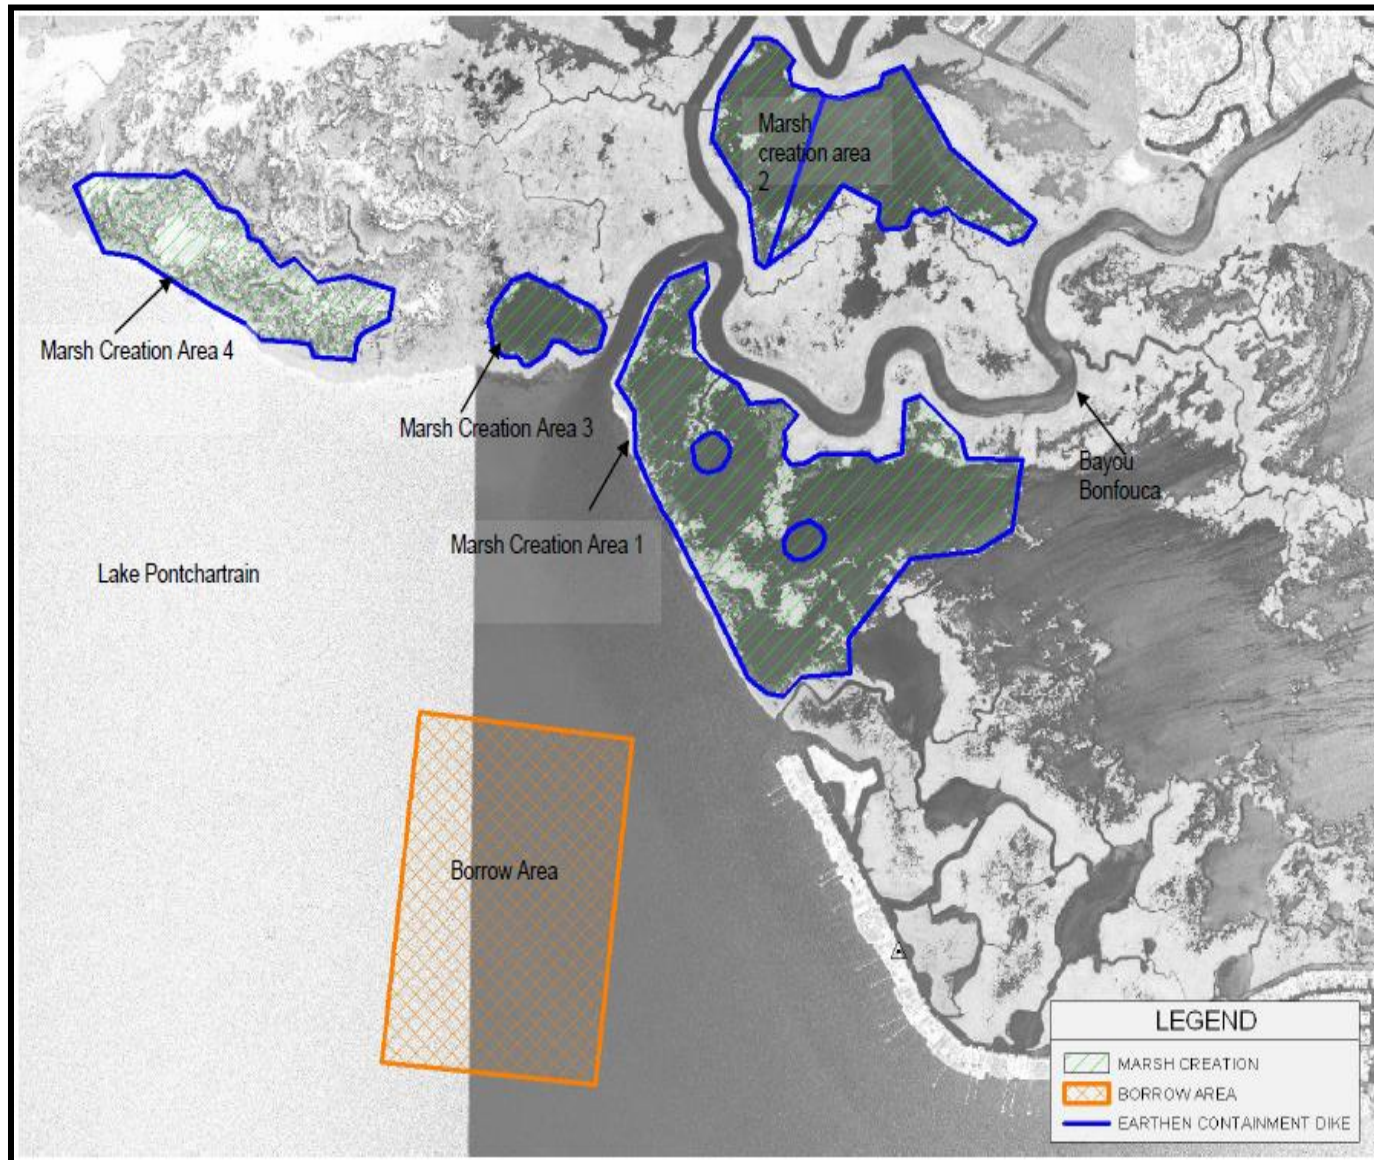 Marsh
creation area
2
Marsh Creation Area 4
Marsh Creation Area 3
Bayou
Bonfouca
Marsh Creation Area 1
Lake Pontchartrain
Borrow Area
LEGEND
MARSH CREATION
BORROW AREA
EARTHEN CONTAINMENT DIKE